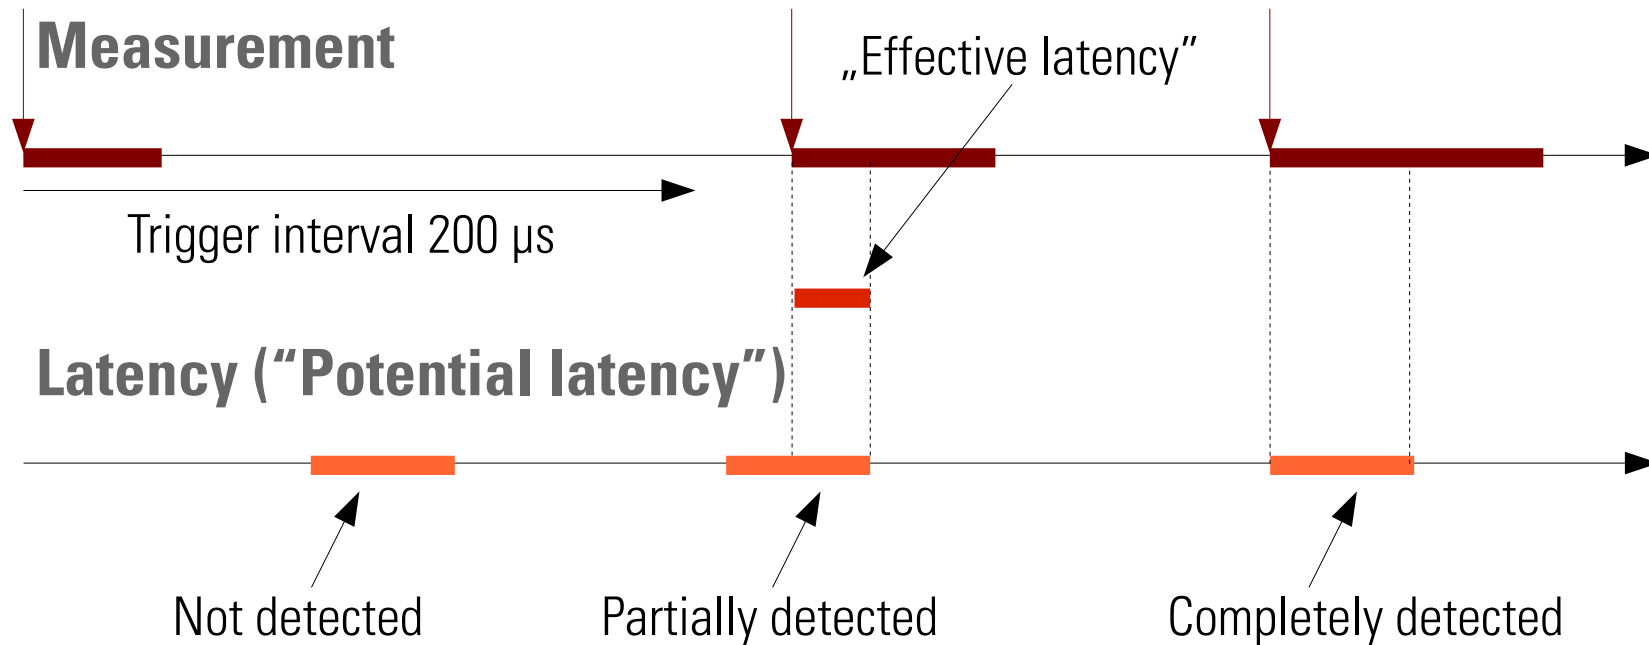 Measurement
„Effective latency”
Trigger interval 200 µs
Latency (“Potential latency”)
Not detected
Partially detected
Completely detected